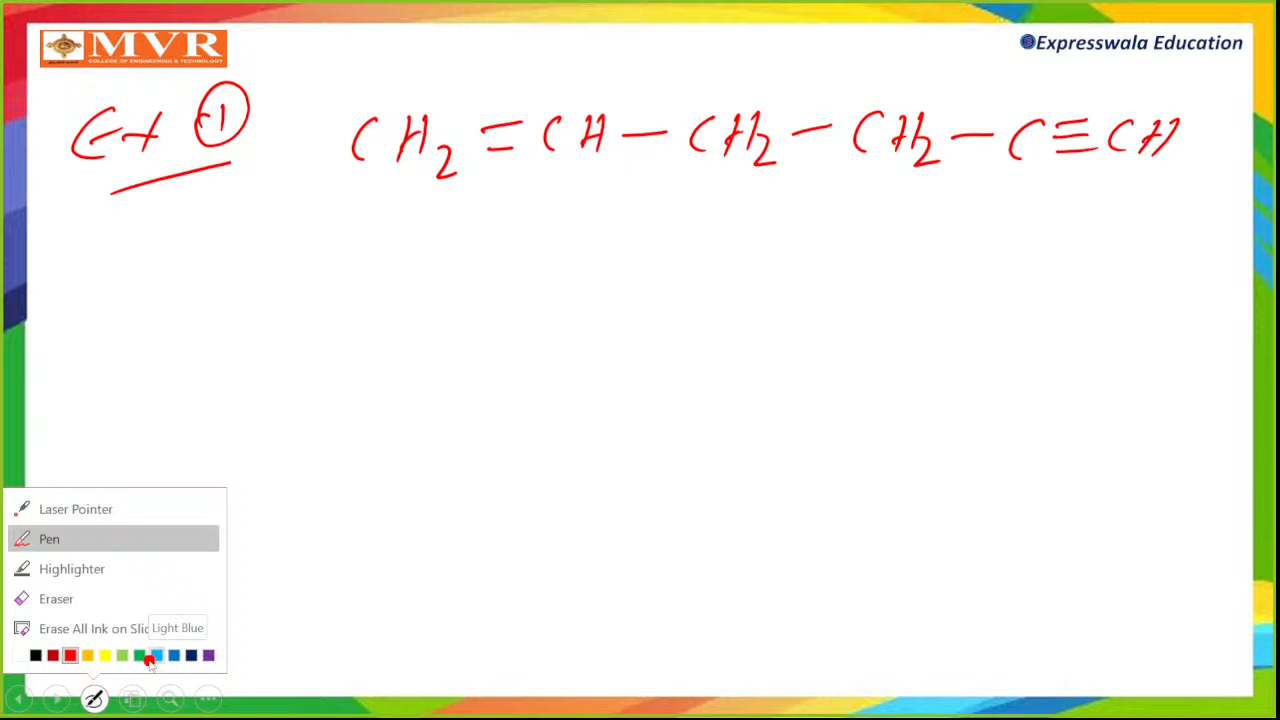 MVR
COLLEGE OF ENGINEERING & TECHNOLOGY
Expresswala Education
Ex ① CH₂ = CH — CH₂ — CH₂ — C ≡ CH
Laser Pointer
Pen
Highlighter
Eraser
Erase All Ink on Slid
Light Blue